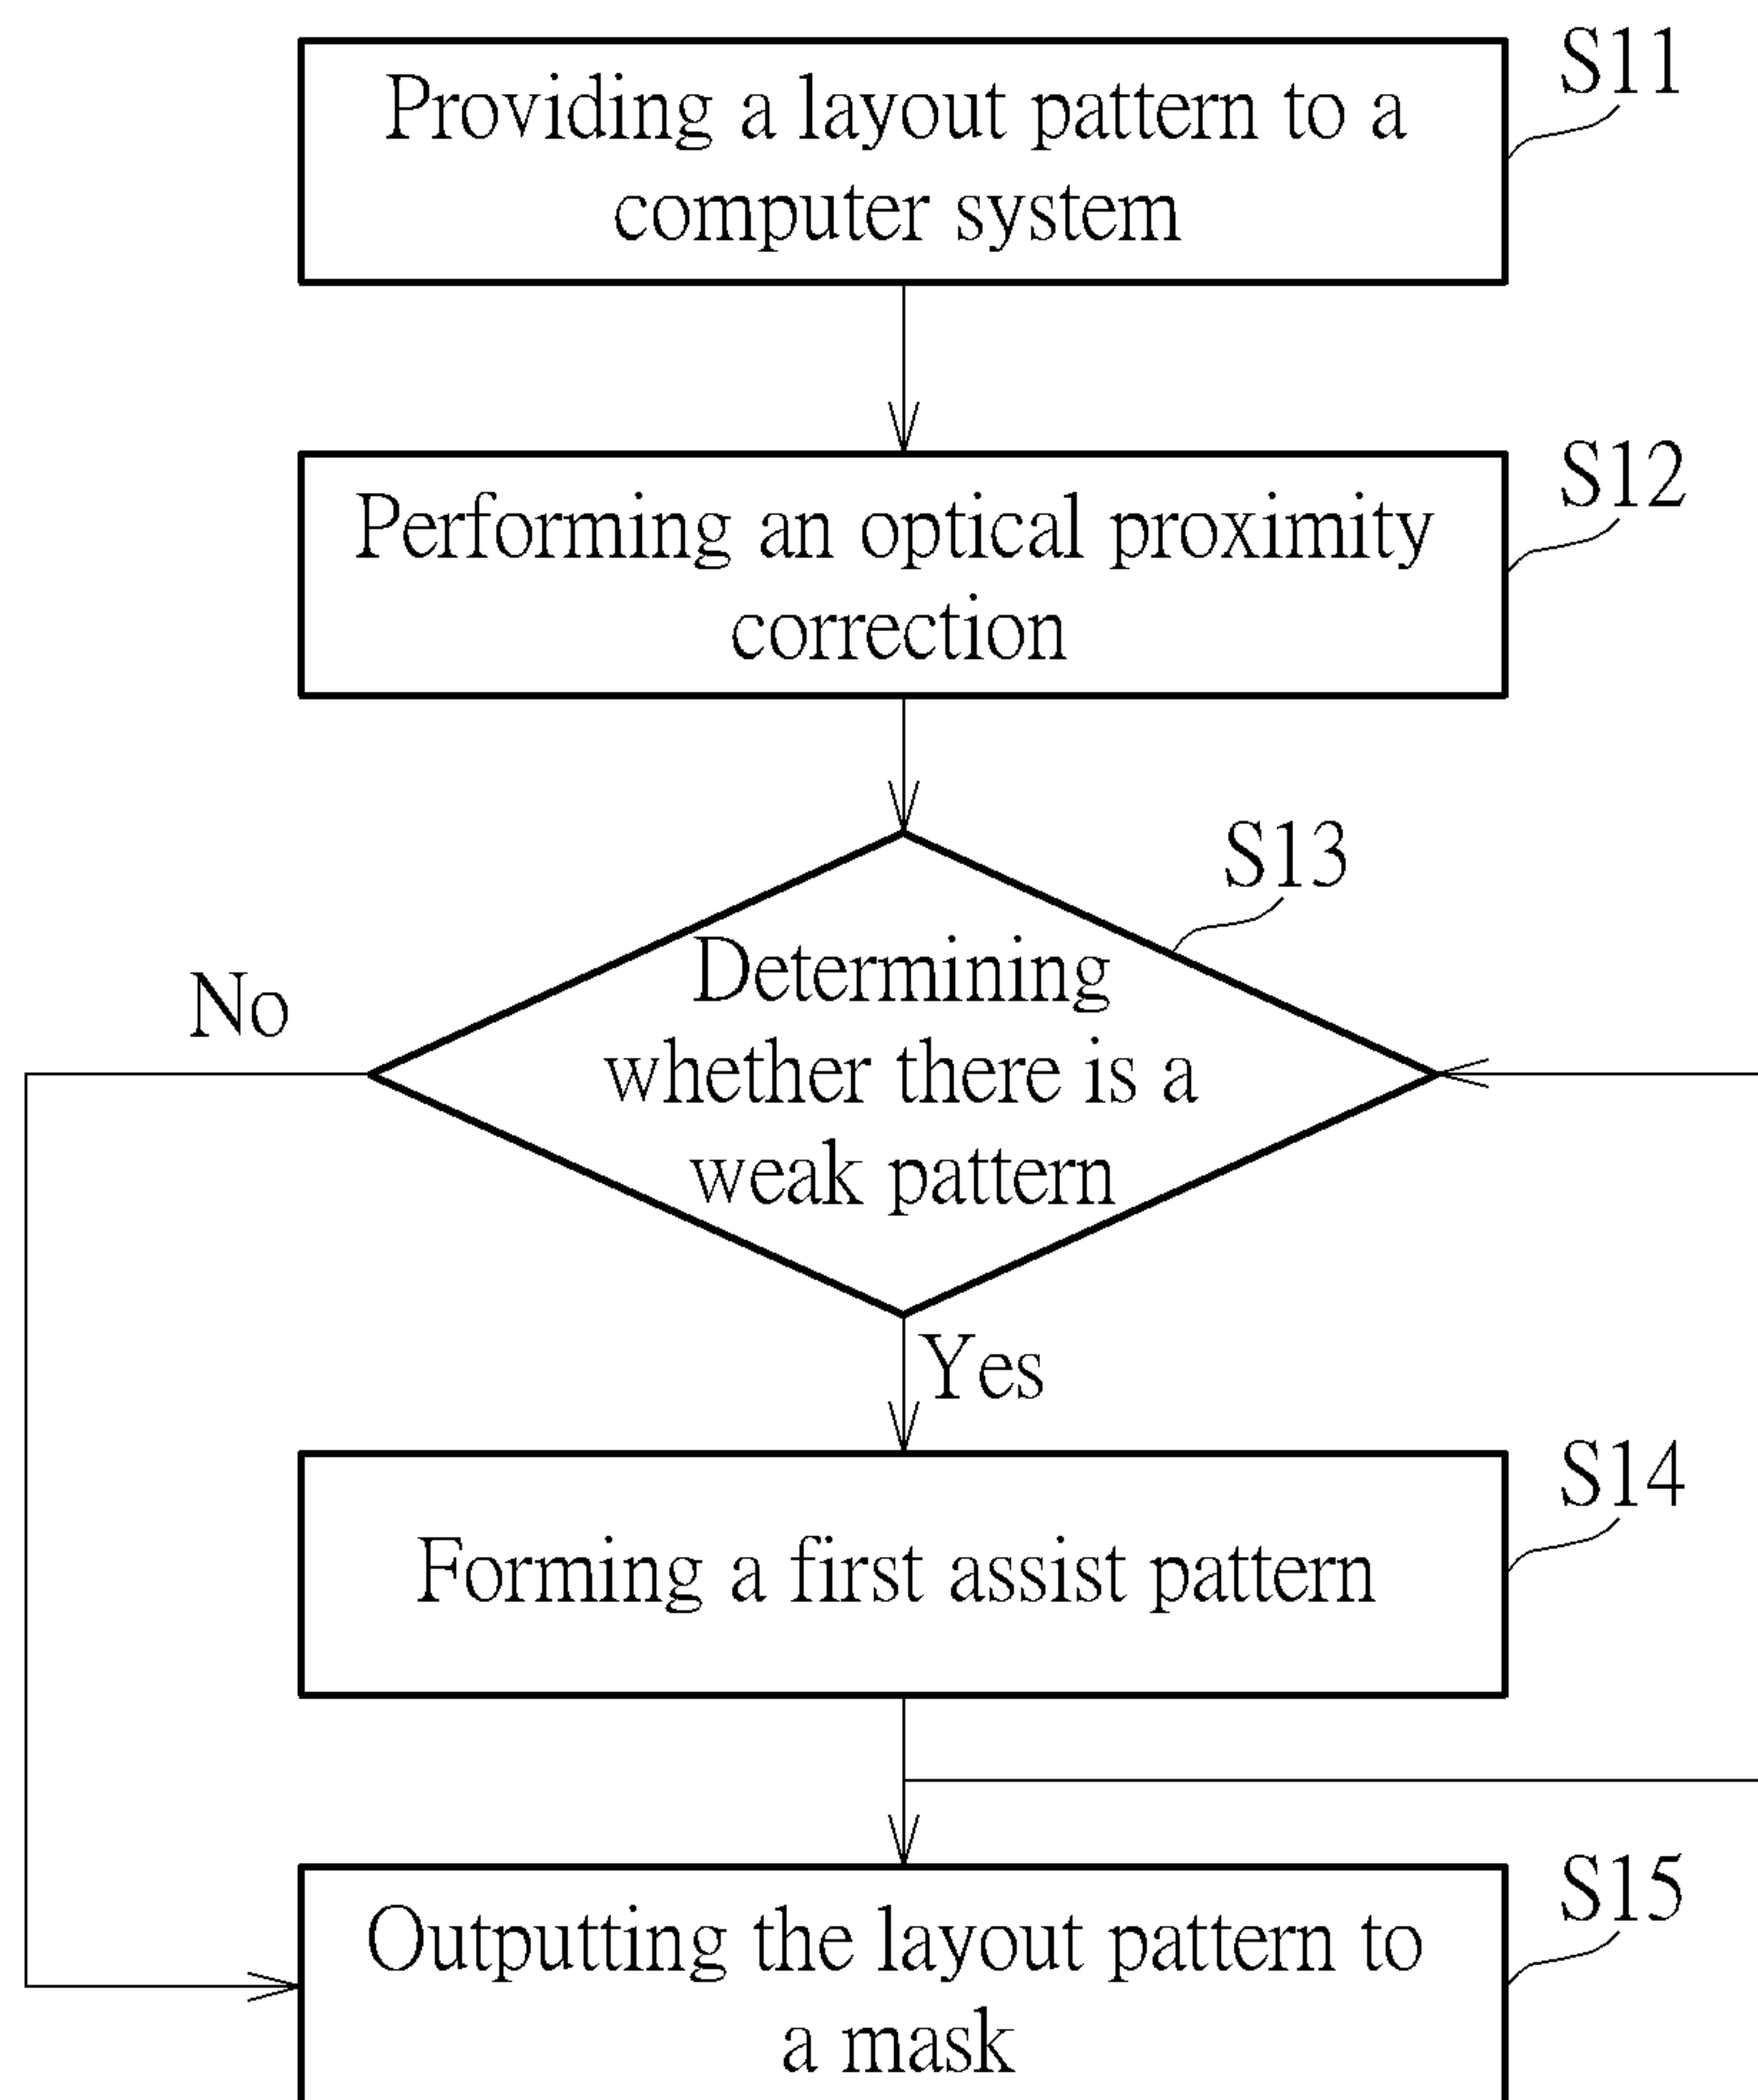 S11
Providing a layout pattern to a
computer system
S12
Performing an optical proximity
correction
S13
Determining
whether there is a
weak pattern
No
Yes
S14
Forming a first assist pattern
S15
Outputting the layout pattern to
a mask